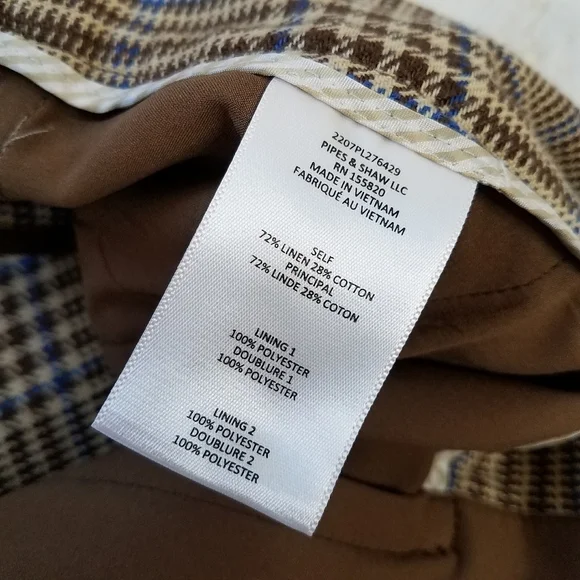 2207PL276429
PIPES & SHAW LLC
RN 155820
MADE IN VIETNAM
FABRIQUÉ AU VIETNAM
SELF
72% LINEN 28% COTTON
PRINCIPAL
72% LINDE 28% COTON
LINING 1
100% POLYESTER
DOUBLURE 1
100% POLYESTER
LINING 2
100% POLYESTER
DOUBLURE 2
100% POLYESTER